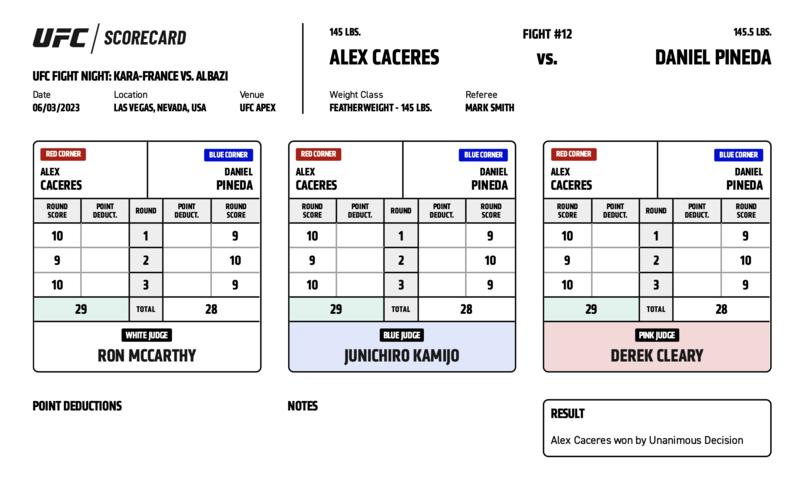 UFC / SCORECARD
UFC FIGHT NIGHT: KARA-FRANCE VS. ALBAZI
Date Location Venue
06/03/2023 LAS VEGAS, NEVADA, USA UFC APEX
145 LBS. FIGHT #12 145.5 LBS.
ALEX CACERES vs. DANIEL PINEDA
Weight Class Referee
FEATHERWEIGHT - 145 LBS. MARK SMITH
RED CORNER BLUE CORNER
ALEX DANIEL
CACERES PINEDA
ROUND POINT ROUND POINT ROUND
SCORE DEDUCT. DEDUCT. SCORE
10 1 9
9 2 10
10 3 9
29 TOTAL 28
WHITE JUDGE
RON MCCARTHY
RED CORNER BLUE CORNER
ALEX DANIEL
CACERES PINEDA
ROUND POINT ROUND POINT ROUND
SCORE DEDUCT. DEDUCT. SCORE
10 1 9
9 2 10
10 3 9
29 TOTAL 28
BLUE JUDGE
JUNICHIRO KAMIJO
RED CORNER BLUE CORNER
ALEX DANIEL
CACERES PINEDA
ROUND POINT ROUND POINT ROUND
SCORE DEDUCT. DEDUCT. SCORE
10 1 9
9 2 10
10 3 9
29 TOTAL 28
PINK JUDGE
DEREK CLEARY
POINT DEDUCTIONS
NOTES
RESULT
Alex Caceres won by Unanimous Decision